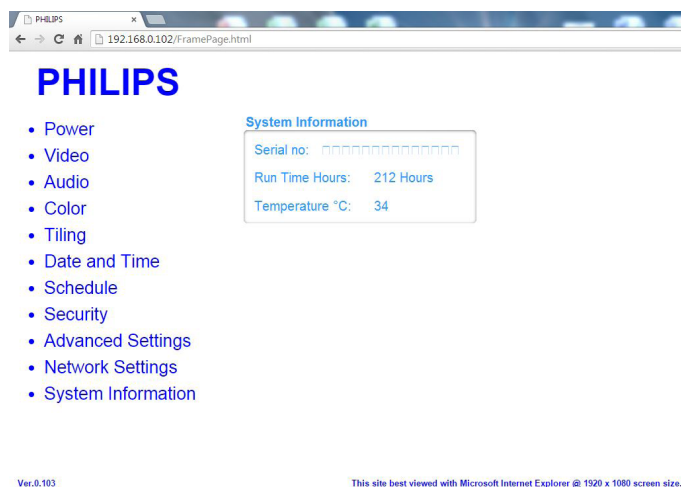 PHILIPS
192.168.0.102/FramePage.html
PHILIPS
• Power
• Video
• Audio
• Color
• Tiling
• Date and Time
• Schedule
• Security
• Advanced Settings
• Network Settings
• System Information
System Information
Serial no:
Run Time Hours: 212 Hours
Temperature °C: 34
Ver.0.103
This site best viewed with Microsoft Internet Explorer @ 1920 x 1080 screen size.